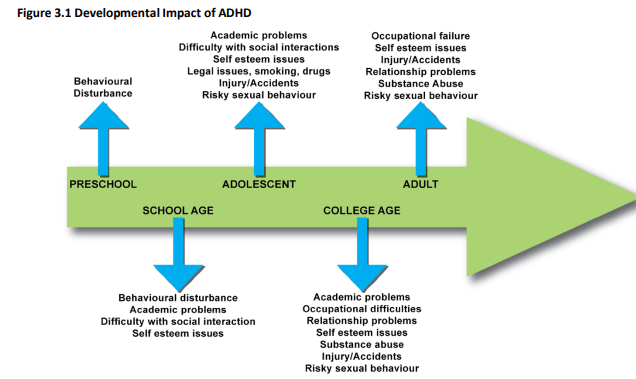 Figure 3.1 Developmental Impact of ADHD
Behavioural
Disturbance
Academic problems
Difficulty with social interactions
Self esteem issues
Legal issues, smoking, drugs
Injury/Accidents
Risky sexual behaviour
Occupational failure
Self esteem issues
Injury/Accidents
Relationship problems
Substance Abuse
Risky sexual behaviour
PRESCHOOL
ADOLESCENT
ADULT
SCHOOL AGE
COLLEGE AGE
Behavioural disturbance
Academic problems
Difficulty with social interaction
Self esteem issues
Academic problems
Occupational difficulties
Relationship problems
Self esteem issues
Substance abuse
Injury/Accidents
Risky sexual behaviour